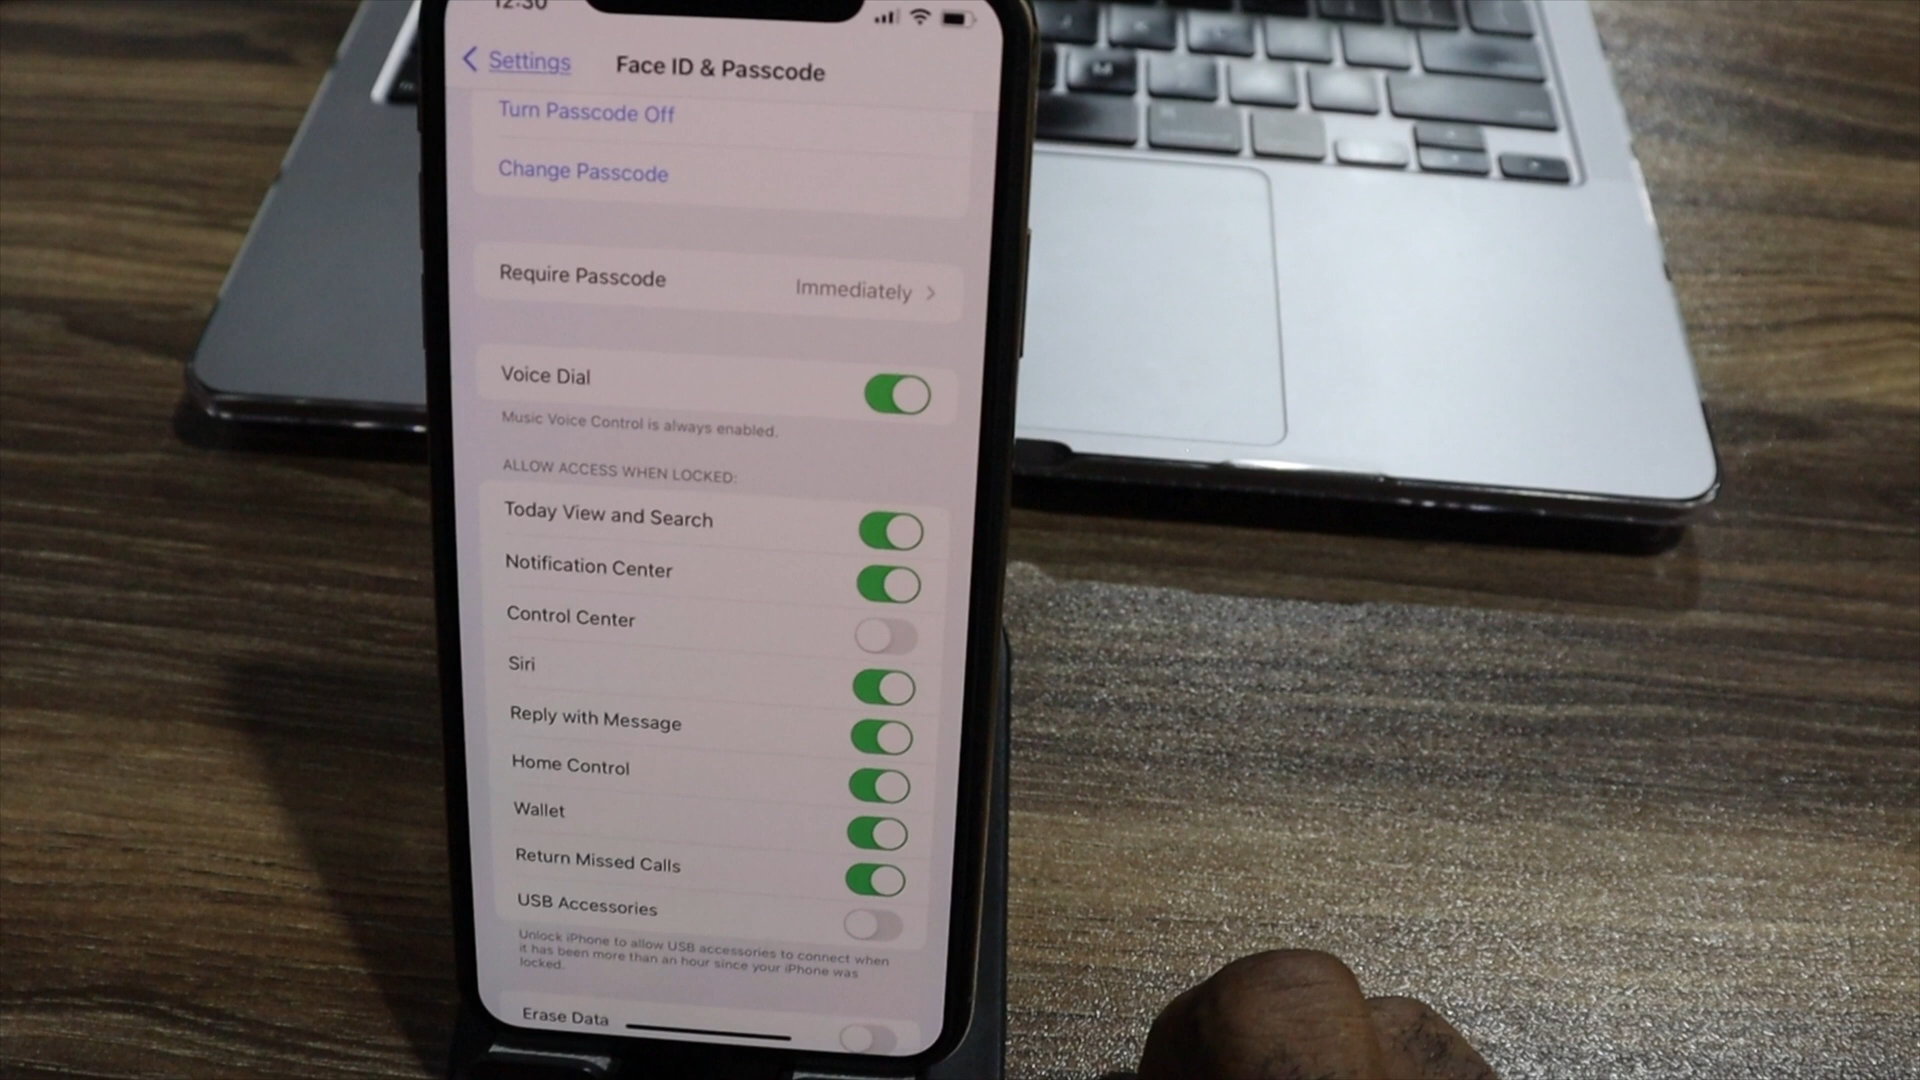 12:30
Settings
Face ID & Passcode
Turn Passcode Off
Change Passcode
Require Passcode Immediately
Voice Dial
Music Voice Control is always enabled.
ALLOW ACCESS WHEN LOCKED:
Today View and Search
Notification Center
Control Center
Siri
Reply with Message
Home Control
Wallet
Return Missed Calls
USB Accessories
Unlock iPhone to allow USB accessories to connect when
it has been more than an hour since your iPhone was
locked.
Erase Data